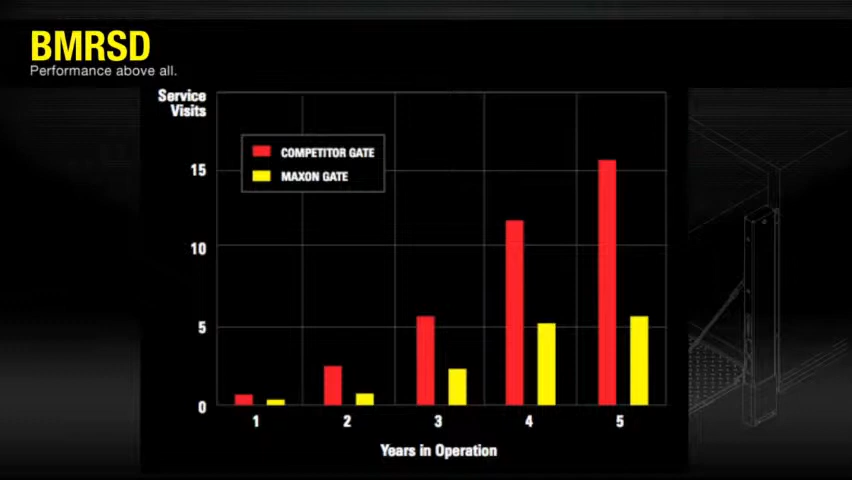 BMRSD
Performance above all.
Service
Visits
COMPETITOR GATE
MAXON GATE
15
10
5
0
1 2 3 4 5
Years in Operation